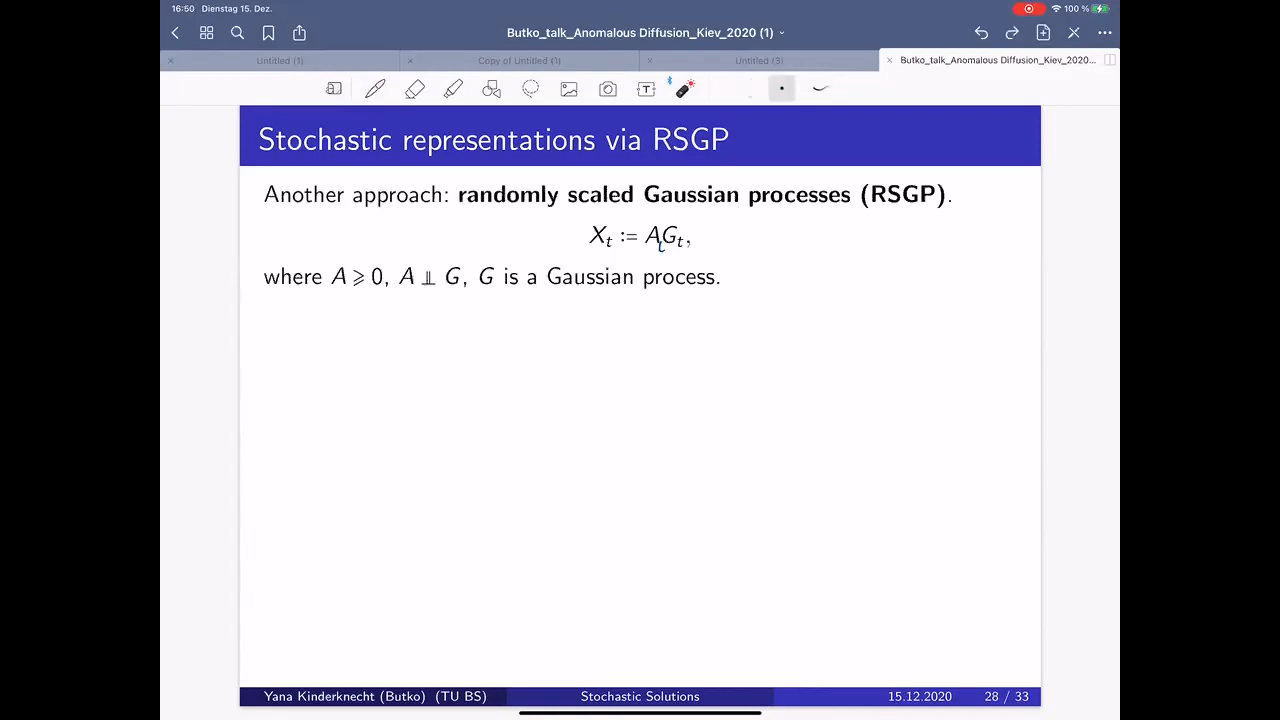 16:50 Dienstag 15. Dez. 100 %
Butko_talk_Anomalous Diffusion_Kiev_2020 (1)
Untitled (1) Copy of Untitled (1) Untitled (3) Butko_talk_Anomalous Diffusion_Kiev_2020...
T
Stochastic representations via RSGP
Another approach: randomly scaled Gaussian processes (RSGP).
Xₜ := AGₜ,
where A ⩾ 0, A ⫫ G, G is a Gaussian process.
Yana Kinderknecht (Butko) (TU BS) Stochastic Solutions 15.12.2020 28 / 33